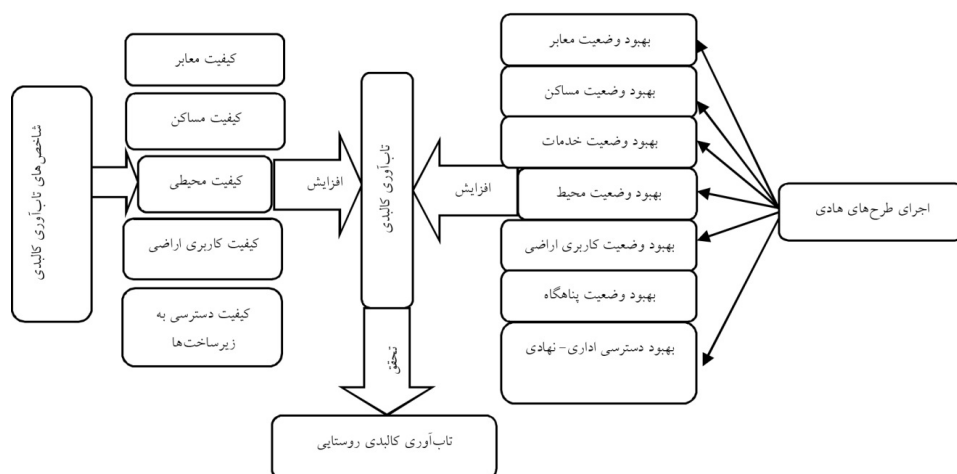 اجرای طرح‌های هادی
بهبود وضعیت معابر
بهبود وضعیت مساکن
بهبود وضعیت خدمات
بهبود وضعیت محیط
بهبود وضعیت کاربری اراضی
بهبود وضعیت پناهگاه
بهبود دسترسی اداری- نهادی
افزایش
تاب‌آوری کالبدی
افزایش
کیفیت معابر
کیفیت مساکن
کیفیت محیطی
کیفیت کاربری اراضی
کیفیت دسترسی به
زیرساخت‌ها
شاخص‌های تاب‌آوری کالبدی
تحقق
تاب‌آوری کالبدی روستایی